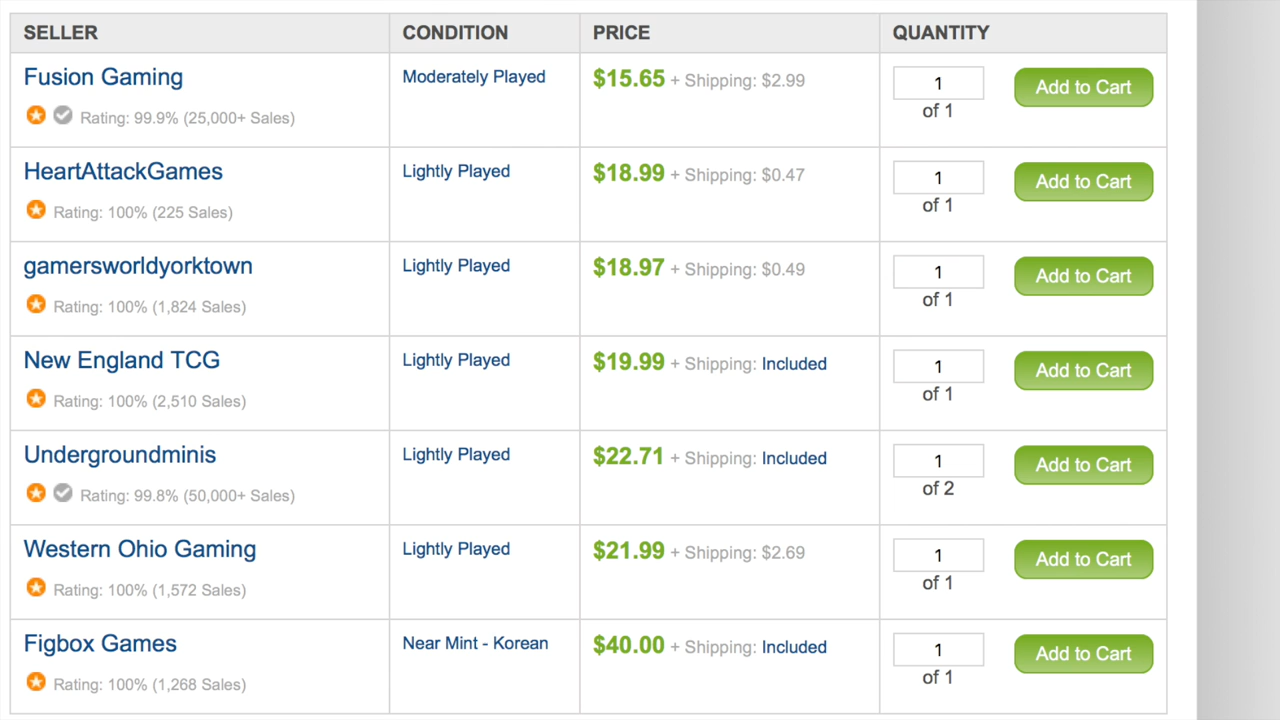 SELLER CONDITION PRICE QUANTITY
Fusion Gaming Moderately Played $15.65 + Shipping: $2.99 1 Add to Cart
Rating: 99.9% (25,000+ Sales) of 1
HeartAttackGames Lightly Played $18.99 + Shipping: $0.47 1 Add to Cart
Rating: 100% (225 Sales) of 1
gamersworldyorktown Lightly Played $18.97 + Shipping: $0.49 1 Add to Cart
Rating: 100% (1,824 Sales) of 1
New England TCG Lightly Played $19.99 + Shipping: Included 1 Add to Cart
Rating: 100% (2,510 Sales) of 1
Undergroundminis Lightly Played $22.71 + Shipping: Included 1 Add to Cart
Rating: 99.8% (50,000+ Sales) of 2
Western Ohio Gaming Lightly Played $21.99 + Shipping: $2.69 1 Add to Cart
Rating: 100% (1,572 Sales) of 1
Figbox Games Near Mint - Korean $40.00 + Shipping: Included 1 Add to Cart
Rating: 100% (1,268 Sales) of 1